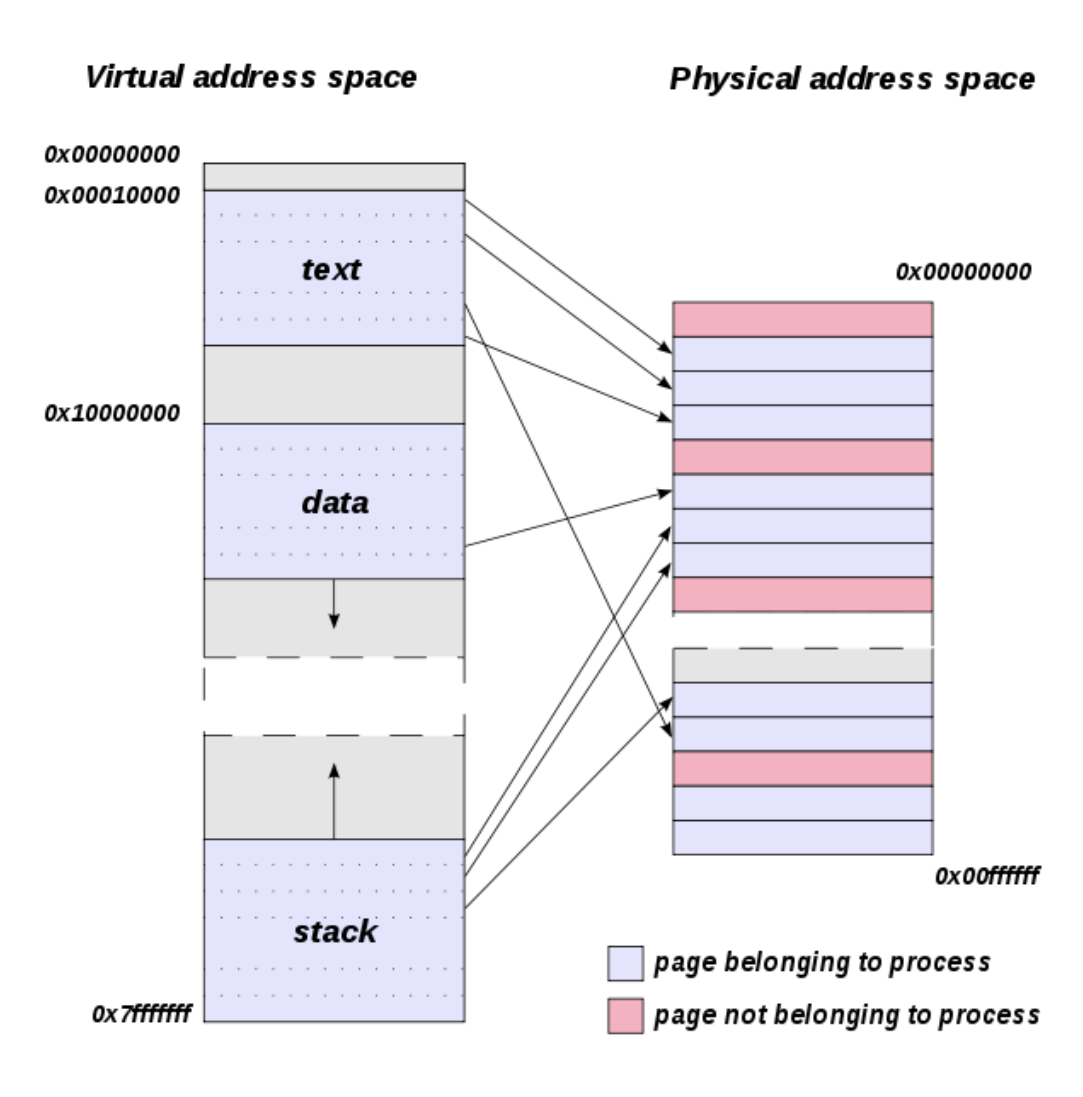 Virtual address space
Physical address space
0x00000000
0x00010000
text
0x00000000
0x10000000
data
stack
0x00ffffff
page belonging to process
0x7fffffff
page not belonging to process